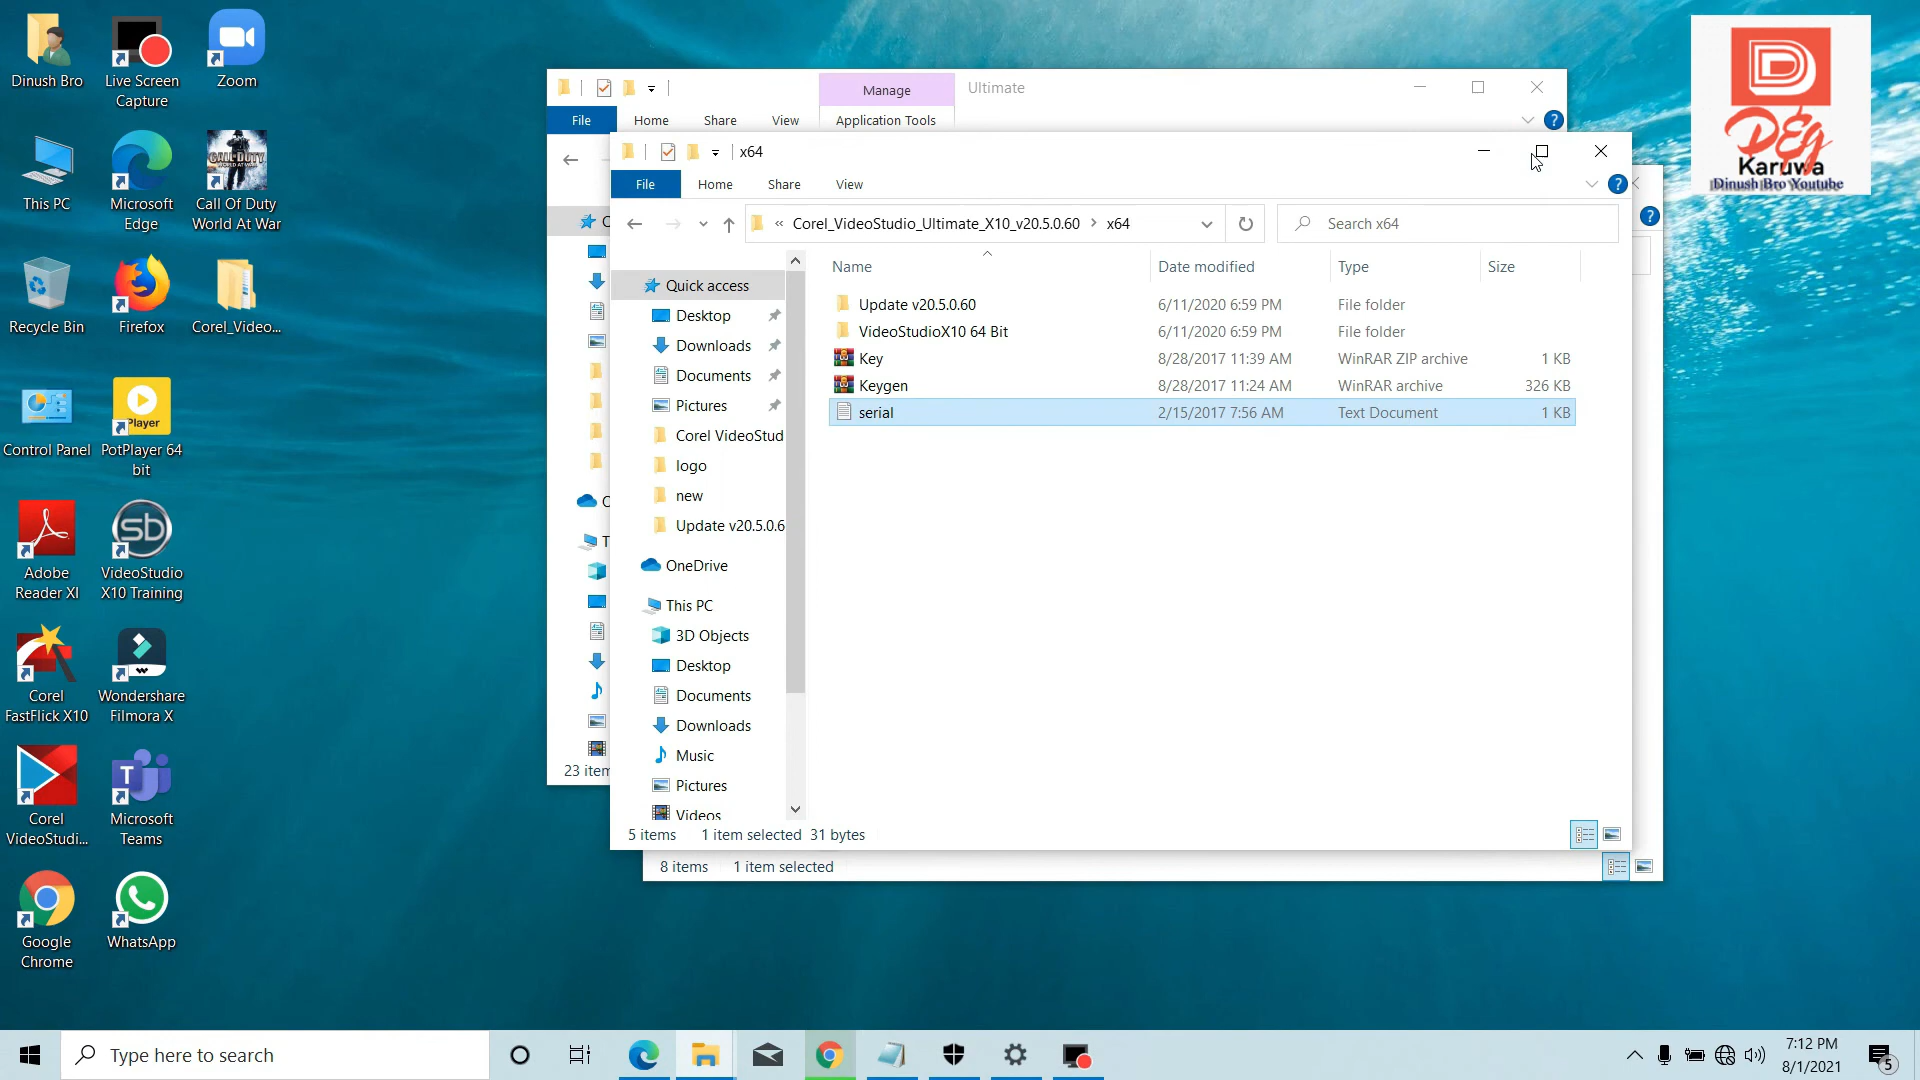 Dinush Bro
Live Screen
Capture
Zoom
This PC
Microsoft
Edge
Call Of Duty
World At War
Recycle Bin
Firefox
Corel_Video...
Control Panel
PotPlayer 64
bit
Player
Adobe
Reader XI
VideoStudio
X10 Training
Corel
FastFlick X10
Wondershare
Filmora X
Corel
VideoStudi...
Microsoft
Teams
Google
Chrome
WhatsApp
Manage
Ultimate
File
Home
Share
View
Application Tools
23 item
x64
File
Home
Share
View
« Corel_VideoStudio_Ultimate_X10_v20.5.0.60 > x64
Search x64
Name
Date modified
Type
Size
Update v20.5.0.60 6/11/2020 6:59 PM File folder
VideoStudioX10 64 Bit 6/11/2020 6:59 PM File folder
Key 8/28/2017 11:39 AM WinRAR ZIP archive 1 KB
Keygen 8/28/2017 11:24 AM WinRAR archive 326 KB
serial 2/15/2017 7:56 AM Text Document 1 KB
Quick access
Desktop
Downloads
Documents
Pictures
Corel VideoStud
logo
new
Update v20.5.0.6
OneDrive
This PC
3D Objects
Desktop
Documents
Downloads
Music
Pictures
Videos
5 items 1 item selected 31 bytes
8 items 1 item selected
D
Karuwa
Dinush Bro Youtube
Type here to search
7:12 PM
8/1/2021
5